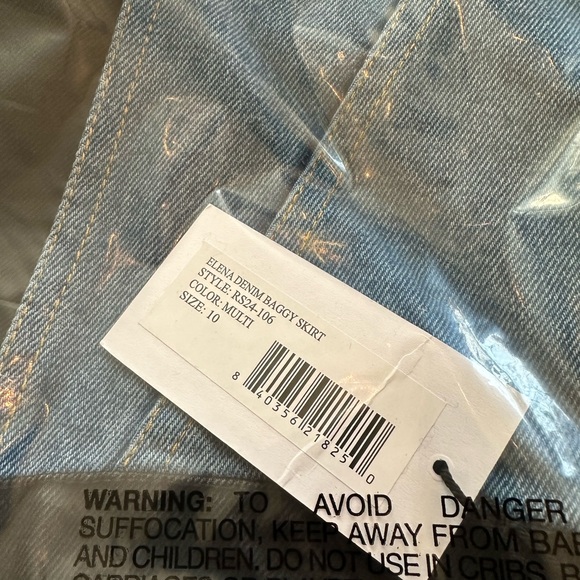 ELENA DENIM BAGGY SKIRT
STYLE: RS24-106
COLOR: MULTI
SIZE: 10
8 40356 21825 0
WARNING: TO AVOID DANGER
SUFFOCATION, KEEP AWAY FROM
AND CHILDREN. DO NOT USE IN CRIBS,